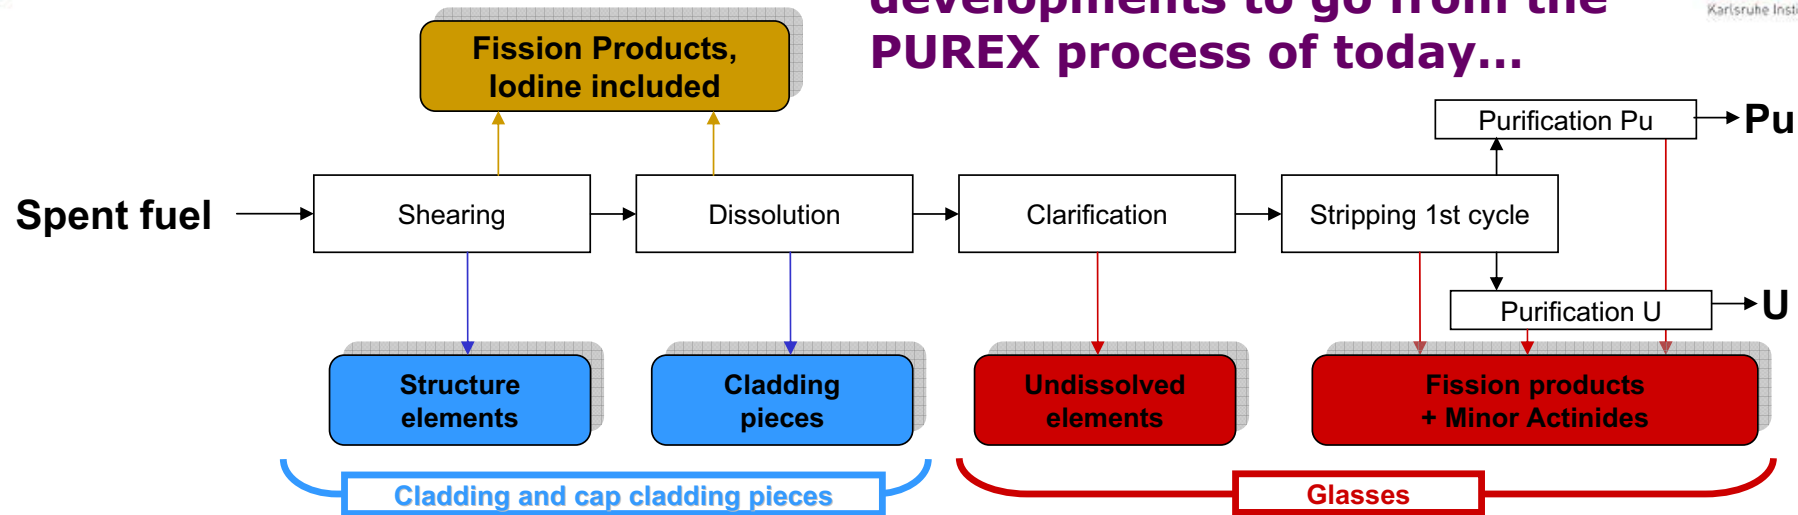 developments to go from the
PUREX process of today...
Karlsruhe Inst
Fission Products,
Iodine included
Purification Pu
Pu
Spent fuel
Shearing
Dissolution
Clarification
Stripping 1st cycle
Purification U
U
Structure
elements
Cladding
pieces
Undissolved
elements
Fission products
+ Minor Actinides
Cladding and cap cladding pieces
Glasses